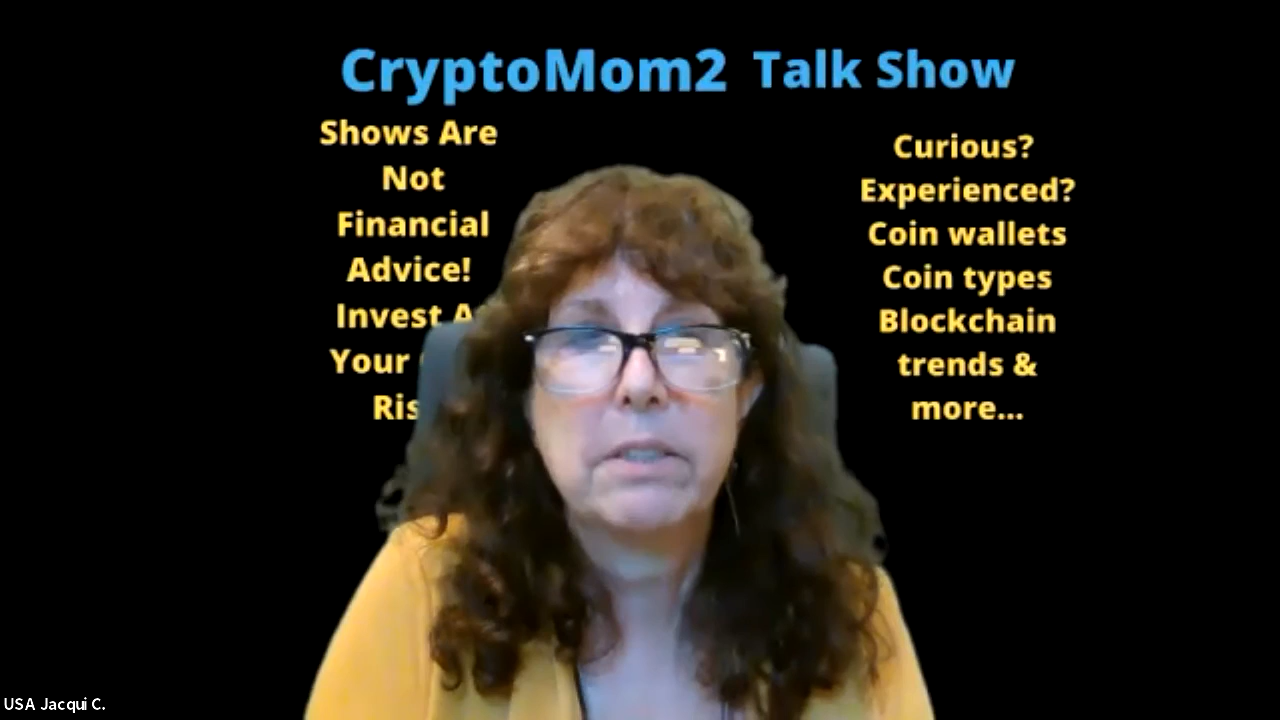 CryptoMom2 Talk Show
Shows Are
Not
Financial
Advice!
Invest
Your
Curious?
Experienced?
Coin wallets
Coin types
Blockchain
trends &
more...
USA Jacqui C.